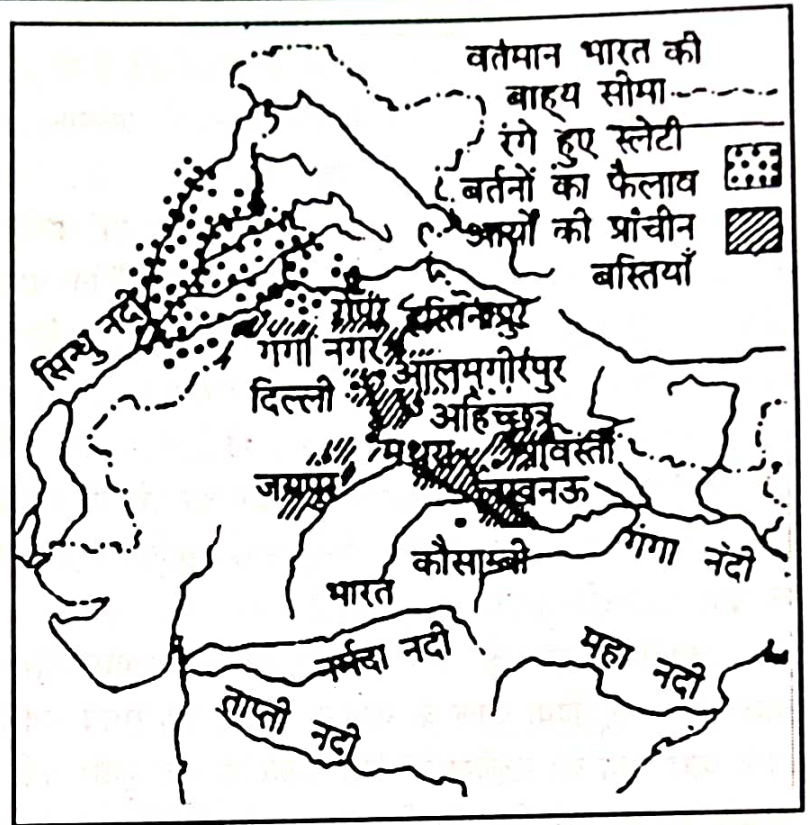 वर्तमान भारत की
बाह्य सीमा
रंगे हुए स्लेटी
बर्तनों का फैलाव
आर्यों की प्रांचीन
बस्तियाँ
सिन्धु नदी
रोपर हस्तिनापुर
गंगा नगर
आलमगीरपुर
दिल्ली
अहिच्छत्र
मथुरा श्रावस्ती
जयपुर
लखनऊ
कौसाम्बी
गंगा नदी
भारत
नर्मदा नदी
महा नदी
ताप्ती नदी